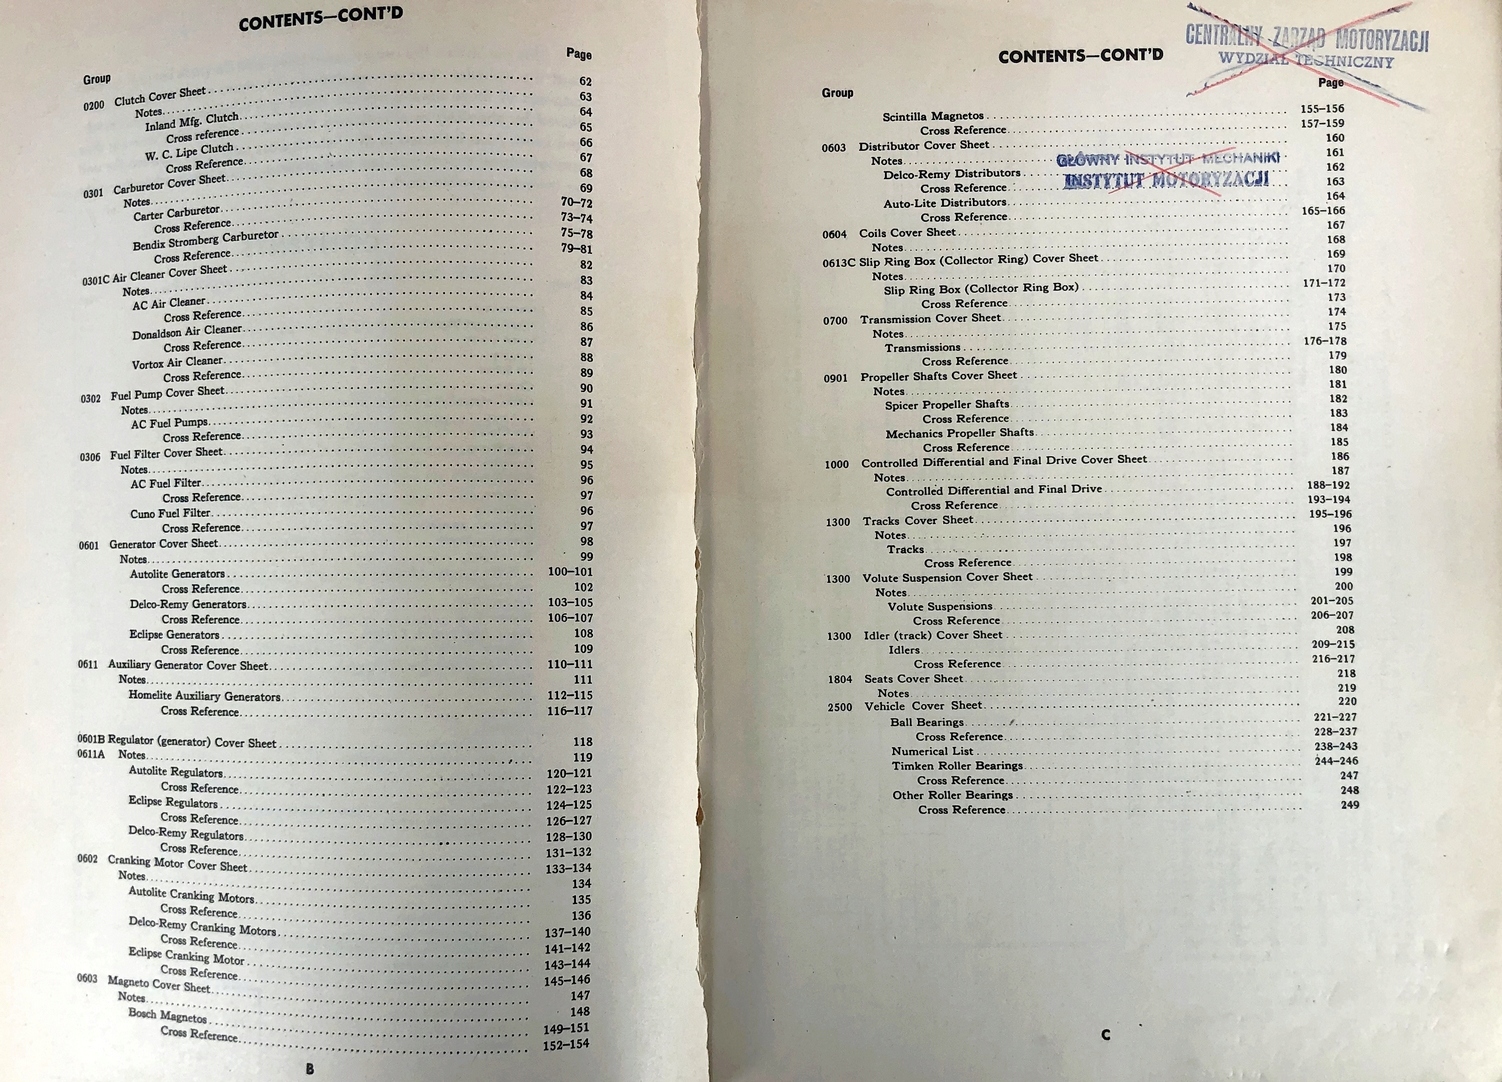 CONTENTS—CONT'D
Group Page
0200 Clutch Cover Sheet 62
Notes 63
Inland Mfg. Clutch 64
Cross reference 65
W. C. Lipe Clutch 66
Cross Reference 67
0301 Carburetor Cover Sheet 68
Notes 69
Carter Carburetor 70–72
Cross Reference 73–74
Bendix Stromberg Carburetor 75–78
Cross Reference 79–81
0301C Air Cleaner Cover Sheet 82
Notes 83
AC Air Cleaner 84
Cross Reference 85
Donaldson Air Cleaner 86
Cross Reference 87
Vortox Air Cleaner 88
Cross Reference 89
0302 Fuel Pump Cover Sheet 90
Notes 91
AC Fuel Pumps 92
Cross Reference 93
0306 Fuel Filter Cover Sheet 94
Notes 95
AC Fuel Filter 96
Cross Reference 97
Cuno Fuel Filter 96
Cross Reference 97
0601 Generator Cover Sheet 98
Notes 99
Autolite Generators 100–101
Cross Reference 102
Delco-Remy Generators 103–105
Cross Reference 106–107
Eclipse Generators 108
Cross Reference 109
0611 Auxiliary Generator Cover Sheet 110–111
Notes 111
Homelite Auxiliary Generators 112–115
Cross Reference 116–117
0601B Regulator (generator) Cover Sheet 118
0611A Notes 119
Autolite Regulators 120–121
Cross Reference 122–123
Eclipse Regulators 124–125
Cross Reference 126–127
Delco-Remy Regulators 128–130
Cross Reference 131–132
0602 Cranking Motor Cover Sheet 133–134
Notes 134
Autolite Cranking Motors 135
Cross Reference 136
Delco-Remy Cranking Motors 137–140
Cross Reference 141–142
Eclipse Cranking Motor 143–144
Cross Reference 145–146
0603 Magneto Cover Sheet 147
Notes 148
Bosch Magnetos 149–151
Cross Reference 152–154
B
CENTRALNY ZARZĄD MOTORYZACJI
WYDZIAŁ TECHNICZNY
CONTENTS—CONT'D
Group Page
Scintilla Magnetos 155–156
Cross Reference 157–159
0603 Distributor Cover Sheet 160
Notes 161
GŁÓWNY INSTYTUT MECHANIKI
Delco-Remy Distributors 162
INSTYTUT MOTORYZACJI
Cross Reference 163
Auto-Lite Distributors 164
Cross Reference 165–166
0604 Coils Cover Sheet 167
Notes 168
0613C Slip Ring Box (Collector Ring) Cover Sheet 169
Notes 170
Slip Ring Box (Collector Ring Box) 171–172
Cross Reference 173
0700 Transmission Cover Sheet 174
Notes 175
Transmissions 176–178
Cross Reference 179
0901 Propeller Shafts Cover Sheet 180
Notes 181
Spicer Propeller Shafts 182
Cross Reference 183
Mechanics Propeller Shafts 184
Cross Reference 185
1000 Controlled Differential and Final Drive Cover Sheet 186
Notes 187
Controlled Differential and Final Drive 188–192
Cross Reference 193–194
1300 Tracks Cover Sheet 195–196
Notes 196
Tracks 197
Cross Reference 198
1300 Volute Suspension Cover Sheet 199
Notes 200
Volute Suspensions 201–205
Cross Reference 206–207
1300 Idler (track) Cover Sheet 208
Idlers 209–215
Cross Reference 216–217
1804 Seats Cover Sheet 218
Notes 219
2500 Vehicle Cover Sheet 220
Ball Bearings 221–227
Cross Reference 228–237
Numerical List 238–243
Timken Roller Bearings 244–246
Cross Reference 247
Other Roller Bearings 248
Cross Reference 249
C